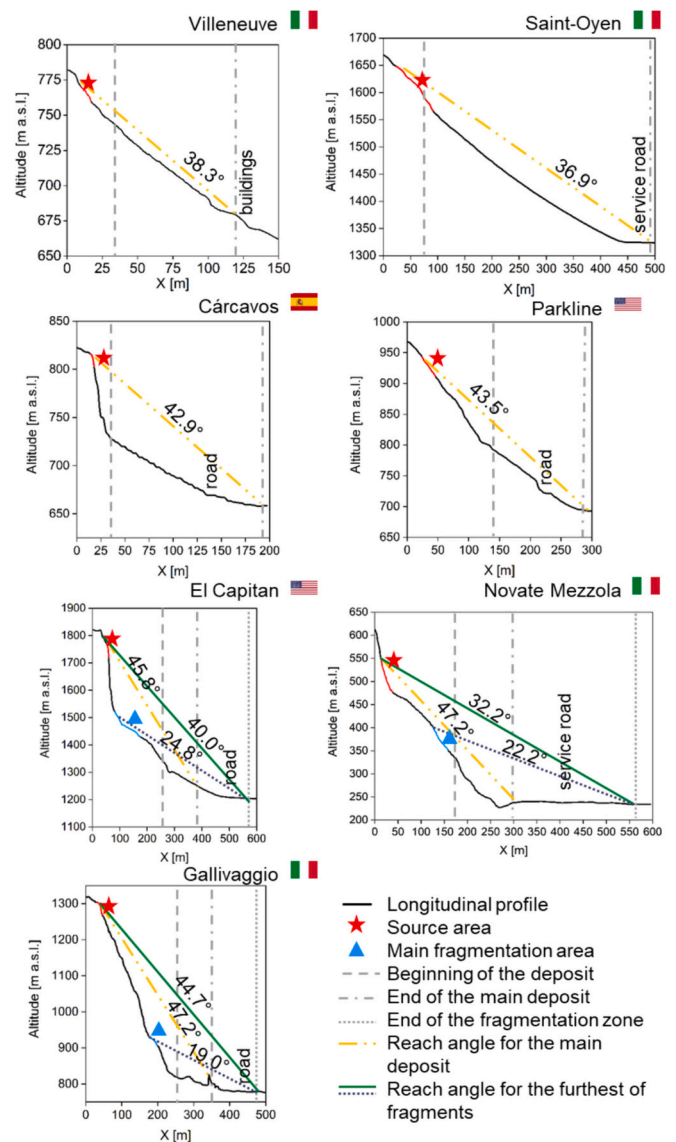 Villeneuve
Saint-Oyen
800
775
750
725
700
675
650
Altitude [m a.s.l.]
38.3°
buildings
0 25 50 75 100 125 150
X [m]
1700
1600
1500
1400
1300
Altitude [m a.s.l.]
36.9°
service road
0 50 100 150 200 250 300 350 400 450 500
X [m]
Cárcavos
Parkline
850
800
750
700
650
Altitude [m a.s.l.]
42.9°
road
0 25 50 75 100 125 150 175 200
X [m]
1000
950
900
850
800
750
700
650
Altitude [m a.s.l.]
43.5°
road
0 50 100 150 200 250 300
X [m]
El Capitan
Novate Mezzola
1900
1800
1700
1600
1500
1400
1300
1200
1100
Altitude [m a.s.l.]
45.8°
40.0°
24.8°
road
0 100 200 300 400 500 600
X [m]
650
600
550
500
450
400
350
300
250
200
Altitude [m a.s.l.]
32.2°
47.2°
22.2°
service road
0 50 100 150 200 250 300 350 400 450 500 550 600
X [m]
Gallivaggio
1300
1200
1100
1000
900
800
Altitude [m a.s.l.]
44.7°
47.2°
19.0°
road
0 100 200 300 400 500
X [m]
Longitudinal profile
Source area
Main fragmentation area
Beginning of the deposit
End of the main deposit
End of the fragmentation zone
Reach angle for the main
deposit
Reach angle for the furthest of
fragments